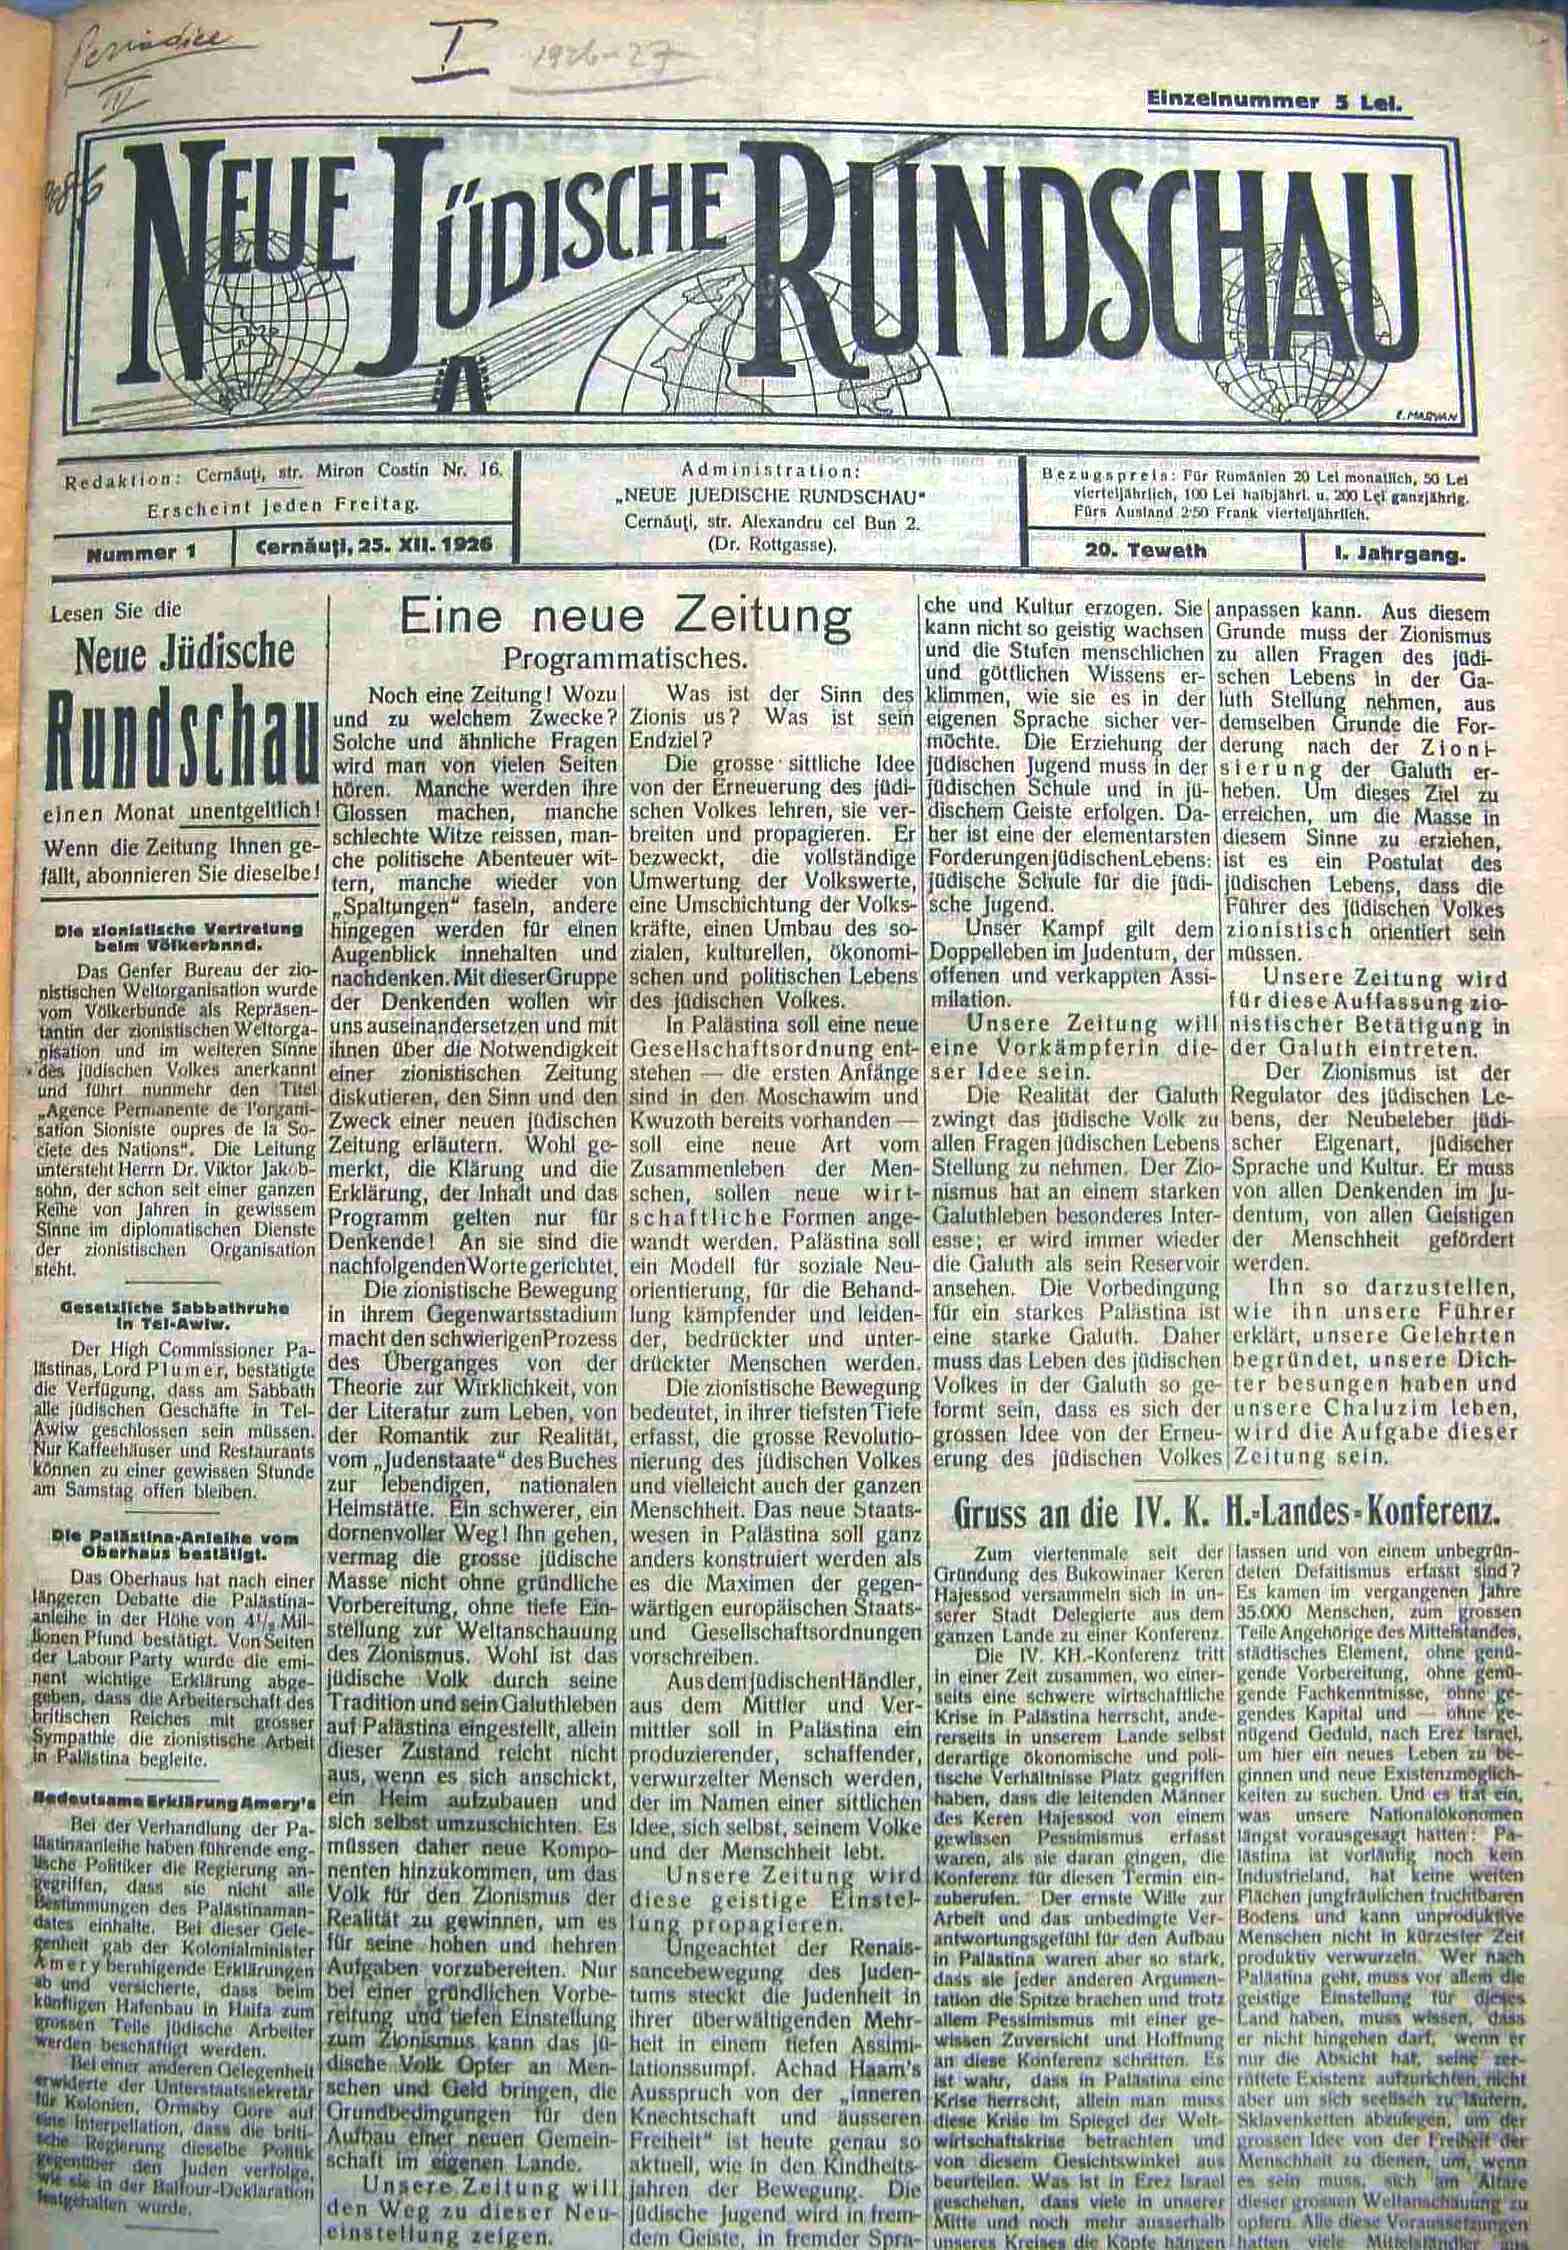 Periodice
III
I
1926-27
Einzelnummer 5 Lei.
NEUE JÜDISCHE RUNDSCHAU
Redaktion: Cernăuţi, str. Miron Costin Nr. 16.
Erscheint jeden Freitag.
Nummer 1
Cernăuţi, 25. XII. 1926
Administration:
„NEUE JUEDISCHE RUNDSCHAU“
Cernăuţi, str. Alexandru cel Bun 2.
(Dr. Rottgasse).
Bezugspreis: Für Rumänien 20 Lei monatlich, 50 Lei
vierteljährlich, 100 Lei halbjährl. u. 200 Lei ganzjährig.
Fürs Ausland 2·50 Frank vierteljährlich.
20. Teweth
I. Jahrgang.
Lesen Sie die
Neue Jüdische
Rundschau
einen Monat unentgeltlich!
Wenn die Zeitung Ihnen ge-
fällt, abonnieren Sie dieselbe!
Die zionistische Vertretung
beim Völkerbnnd.
Das Genfer Bureau der zio-
nistischen Weltorganisation wurde
vom Völkerbunde als Repräsen-
tantin der zionistischen Weltorga-
nisation und im weiteren Sinne
des jüdischen Volkes anerkannt
und führt nunmehr den Titel
„Agence Permanente de l'organi-
sation Sioniste oupres de la So-
ciete des Nations“. Die Leitung
untersteht Herrn Dr. Viktor Jakob-
sohn, der schon seit einer ganzen
Reihe von Jahren in gewissem
Sinne im diplomatischen Dienste
der zionistischen Organisation
steht.
Gesetzliche Sabbathruhe
in Tel-Awiw.
Der High Commissioner Pa-
lästinas, Lord Plumer, bestätigte
die Verfügung, dass am Sabbath
alle jüdischen Geschäfte in Tel-
Awiw geschlossen sein müssen.
Nur Kaffeehäuser und Restaurants
können zu einer gewissen Stunde
am Samstag offen bleiben.
Die Palästina-Anleihe vom
Oberhaus bestätigt.
Das Oberhaus hat nach einer
längeren Debatte die Palästina-
anleihe in der Höhe von 4½ Mil-
lionen Pfund bestätigt. Von Seiten
der Labour Party wurde die emi-
nent wichtige Erklärung abge-
geben, dass die Arbeiterschaft des
britischen Reiches mit grosser
Sympathie die zionistische Arbeit
in Palästina begleite.
Bedeutsame Erklärung Amery's
Bei der Verhandlung der Pa-
lästinaanleihe haben führende eng-
lische Politiker die Regierung an-
gegriffen, dass sie nicht alle
Bestimmungen des Palästinaman-
dates einhalte. Bei dieser Gele-
genheit gab der Kolonialminister
Amery beruhigende Erklärungen
ab und versicherte, dass beim
künftigen Hafenbau in Haifa zum
grossen Teile jüdische Arbeiter
werden beschäftigt werden.
Bei einer anderen Gelegenheit
erwiderte der Unterstaatssekretär
für Kolonien, Ormsby Gore auf
eine Interpellation, dass die briti-
sche Regierung dieselbe Politik
gegenüber den Juden verfolge,
wie sie in der Balfour-Deklaration
festgehalten wurde.
Eine neue Zeitung
Programmatisches.
Noch eine Zeitung! Wozu
und zu welchem Zwecke?
Solche und ähnliche Fragen
wird man von vielen Seiten
hören. Manche werden ihre
Glossen machen, manche
schlechte Witze reissen, man-
che politische Abenteuer wit-
tern, manche wieder von
„Spaltungen“ faseln, andere
hingegen werden für einen
Augenblick innehalten und
nachdenken. Mit dieser Gruppe
der Denkenden wollen wir
uns auseinandersetzen und mit
ihnen über die Notwendigkeit
einer zionistischen Zeitung
diskutieren, den Sinn und den
Zweck einer neuen jüdischen
Zeitung erläutern. Wohl ge-
merkt, die Klärung und die
Erklärung, der Inhalt und das
Programm gelten nur für
Denkende! An sie sind die
nachfolgenden Worte gerichtet.
Die zionistische Bewegung
in ihrem Gegenwartsstadium
macht den schwierigen Prozess
des Überganges von der
Theorie zur Wirklichkeit, von
der Literatur zum Leben, von
der Romantik zur Realität,
vom „Judenstaate“ des Buches
zur lebendigen, nationalen
Heimstätte. Ein schwerer, ein
dornenvoller Weg! Ihn gehen,
vermag die grosse jüdische
Masse nicht ohne gründliche
Vorbereitung, ohne tiefe Ein-
stellung zur Weltanschauung
des Zionismus. Wohl ist das
jüdische Volk durch seine
Tradition und sein Galuthleben
auf Palästina eingestellt, allein
dieser Zustand reicht nicht
aus, wenn es sich anschickt,
ein Heim aufzubauen und
sich selbst umzuschichten. Es
müssen daher neue Kompo-
nenten hinzukommen, um das
Volk für den Zionismus der
Realität zu gewinnen, um es
für seine hohen und hehren
Aufgaben vorzubereiten. Nur
bei einer gründlichen Vorbe-
reitung und tiefen Einstellung
zum Zionismus kann das jü-
dische Volk Opfer an Men-
schen und Geld bringen, die
Grundbedingungen für den
Aufbau einer neuen Gemein-
schaft im eigenen Lande.
Unsere Zeitung will
den Weg zu dieser Neu-
einstellung zeigen.
Was ist der Sinn des
Zionis us? Was ist sein
Endziel?
Die grosse sittliche Idee
von der Erneuerung des jüdi-
schen Volkes lehren, sie ver-
breiten und propagieren. Er
bezweckt, die vollständige
Umwertung der Volkswerte,
eine Umschichtung der Volks-
kräfte, einen Umbau des so-
zialen, kulturellen, ökonomi-
schen und politischen Lebens
des jüdischen Volkes.
In Palästina soll eine neue
Gesellschaftsordnung ent-
stehen — die ersten Anfänge
sind in den Moschawim und
Kwuzoth bereits vorhanden —
soll eine neue Art vom
Zusammenleben der Men-
schen, sollen neue wirt-
schaftliche Formen ange-
wandt werden. Palästina soll
ein Modell für soziale Neu-
orientierung, für die Behand-
lung kämpfender und leiden-
der, bedrückter und unter-
drückter Menschen werden.
Die zionistische Bewegung
bedeutet, in ihrer tiefsten Tiefe
erfasst, die grosse Revolutio-
nierung des jüdischen Volkes
und vielleicht auch der ganzen
Menschheit. Das neue Staats-
wesen in Palästina soll ganz
anders konstruiert werden als
es die Maximen der gegen-
wärtigen europäischen Staats-
und Gesellschaftsordnungen
vorschreiben.
Aus dem jüdischen Händler,
aus dem Mittler und Ver-
mittler soll in Palästina ein
produzierender, schaffender,
verwurzelter Mensch werden,
der im Namen einer sittlichen
Idee, sich selbst, seinem Volke
und der Menschheit lebt.
Unsere Zeitung wird
diese geistige Einstel-
lung propagieren.
Ungeachtet der Renais-
sancebewegung des Juden-
tums steckt die Judenheit in
ihrer überwältigenden Mehr-
heit in einem tiefen Assimi-
lationssumpf. Achad Haam's
Ausspruch von der „inneren
Knechtschaft und äusseren
Freiheit“ ist heute genau so
aktuell, wie in den Kindheits-
jahren der Bewegung. Die
jüdische Jugend wird in frem-
dem Geiste, in fremder Spra-
che und Kultur erzogen. Sie
kann nicht so geistig wachsen
und die Stufen menschlichen
und göttlichen Wissens er-
klimmen, wie sie es in der
eigenen Sprache sicher ver-
möchte. Die Erziehung der
jüdischen Jugend muss in der
jüdischen Schule und in jü-
dischem Geiste erfolgen. Da-
her ist eine der elementarsten
Forderungen jüdischen Lebens:
jüdische Schule für die jüdi-
sche Jugend.
Unser Kampf gilt dem
Doppelleben im Judentum, der
offenen und verkappten Assi-
milation.
Unsere Zeitung will
eine Vorkämpferin die-
ser Idee sein.
Die Realität der Galuth
zwingt das jüdische Volk zu
allen Fragen jüdischen Lebens
Stellung zu nehmen. Der Zio-
nismus hat an einem starken
Galuthleben besonderes Inter-
esse; er wird immer wieder
die Galuth als sein Reservoir
ansehen. Die Vorbedingung
für ein starkes Palästina ist
eine starke Galuth. Daher
muss das Leben des jüdischen
Volkes in der Galuth so ge-
formt sein, dass es sich der
grossen Idee von der Erneu-
erung des jüdischen Volkes
anpassen kann. Aus diesem
Grunde muss der Zionismus
zu allen Fragen des jüdi-
schen Lebens in der Ga-
luth Stellung nehmen, aus
demselben Grunde die For-
derung nach der Zioni-
sierung der Galuth er-
heben. Um dieses Ziel zu
erreichen, um die Masse in
diesem Sinne zu erziehen,
ist es ein Postulat des
jüdischen Lebens, dass die
Führer des jüdischen Volkes
zionistisch orientiert sein
müssen.
Unsere Zeitung wird
für diese Auffassung zio-
nistischer Betätigung in
der Galuth eintreten.
Der Zionismus ist der
Regulator des jüdischen Le-
bens, der Neubeleber jüdi-
scher Eigenart, jüdischer
Sprache und Kultur. Er muss
von allen Denkenden im Ju-
dentum, von allen Geistigen
der Menschheit gefördert
werden.
Ihn so darzustellen,
wie ihn unsere Führer
erklärt, unsere Gelehrten
begründet, unsere Dich-
ter besungen haben und
unsere Chaluzim leben,
wird die Aufgabe dieser
Zeitung sein.
Gruss an die IV. K. H.-Landes-Konferenz.
Zum viertenmale seit der
Gründung des Bukowinaer Keren
Hajessod versammeln sich in un-
serer Stadt Delegierte aus dem
ganzen Lande zu einer Konferenz.
Die IV. KH.-Konferenz tritt
in einer Zeit zusammen, wo einer-
seits eine schwere wirtschaftliche
Krise in Palästina herrscht, ande-
rerseits in unserem Lande selbst
derartige ökonomische und poli-
tische Verhältnisse Platz gegriffen
haben, dass die leitenden Männer
des Keren Hajessod von einem
gewissen Pessimismus erfasst
waren, als sie daran gingen, die
Konferenz für diesen Termin ein-
zuberufen. Der ernste Wille zur
Arbeit und das unbedingte Ver-
antwortungsgefühl für den Aufbau
in Palästina waren aber so stark,
dass sie jeder anderen Argumen-
tation die Spitze brachen und trotz
allem Pessimismus mit einer ge-
wissen Zuversicht und Hoffnung
an diese Konferenz schritten. Es
ist wahr, dass in Palästina eine
Krise herrscht, allein man muss
diese Krise im Spiegel der Welt-
wirtschaftskrise betrachten und
von diesem Gesichtswinkel aus
beurteilen. Was ist in Erez Israel
geschehen, dass viele in unserer
Mitte und noch mehr ausserhalb
unseres Kreises die Köpfe hängen
lassen und von einem unbegrün-
deten Defaitismus erfasst sind?
Es kamen im vergangenen Jahre
35.000 Menschen, zum grossen
Teile Angehörige des Mittelstandes,
städtisches Element, ohne genü-
gende Vorbereitung, ohne genü-
gende Fachkenntnisse, ohne ge-
gendes Kapital und — ohne ge-
nügend Geduld, nach Erez Israel,
um hier ein neues Leben zu be-
ginnen und neue Existenzmöglich-
keiten zu suchen. Und es trat ein,
was unsere Nationalökonomen
längst vorausgesagt hatten: Pa-
lästina ist vorläufig noch kein
Industrieland, hat keine weiten
Flächen jungfräulichen fruchtbaren
Bodens und kann unproduktive
Menschen nicht in kürzester Zeit
produktiv verwurzeln. Wer nach
Palästina geht, muss vor allem die
geistige Einstellung für dieses
Land haben, muss wissen, dass
er nicht hingehen darf, wenn er
nur die Absicht hat, seine zer-
rüttete Existenz aufzurichten, nicht
aber um sich seelisch zu läutern,
Sklavenketten abzulegen, um der
grossen Idee von der Freiheit der
Menschheit zu dienen, um, wenn
es sein muss, sich am Altare
dieser grossen Weltanschauung zu
opfern. Alle diese Voraussetzungen
hatten viele Mittelständler aus